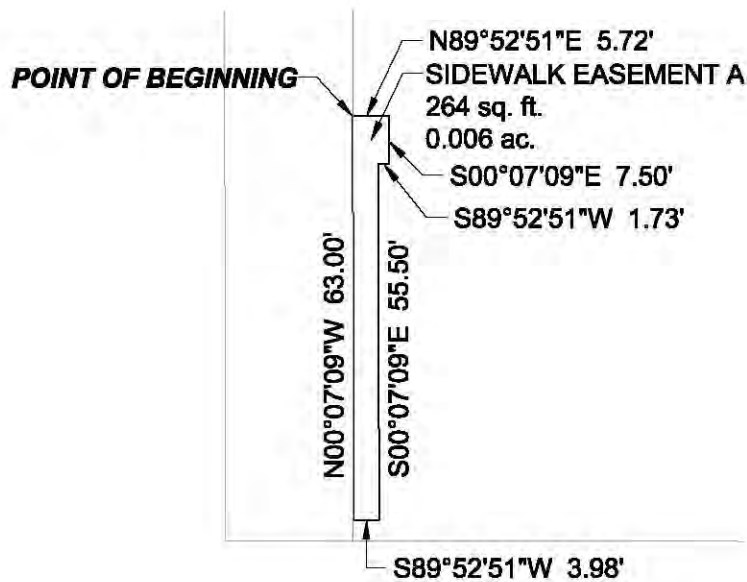 N89°52'51"E 5.72'
POINT OF BEGINNING
SIDEWALK EASEMENT A
264 sq. ft.
0.006 ac.
S00°07'09"E 7.50'
S89°52'51"W 1.73'
N00°07'09"W 63.00'
S00°07'09"E 55.50'
S89°52'51"W 3.98'